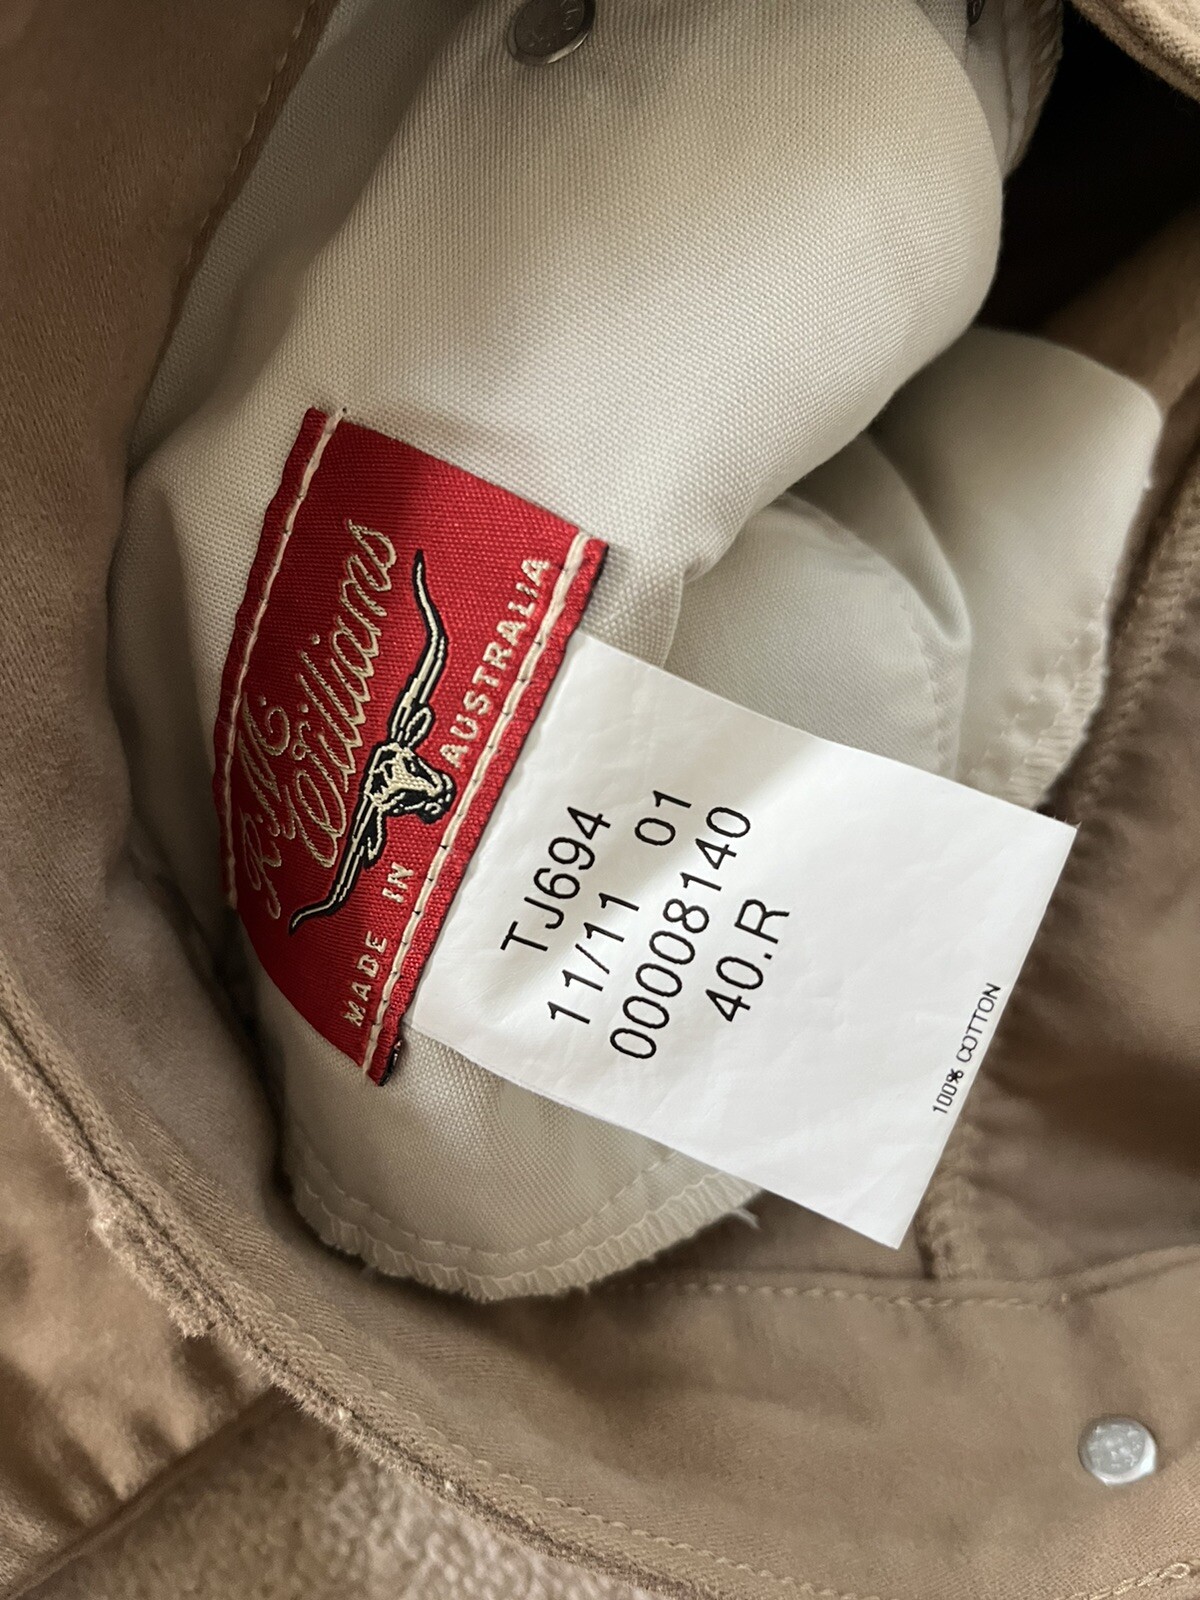 R.M.
Williams
MADE IN AUSTRALIA
TJ694
11/11 01
00008140
40.R
100% COTTON